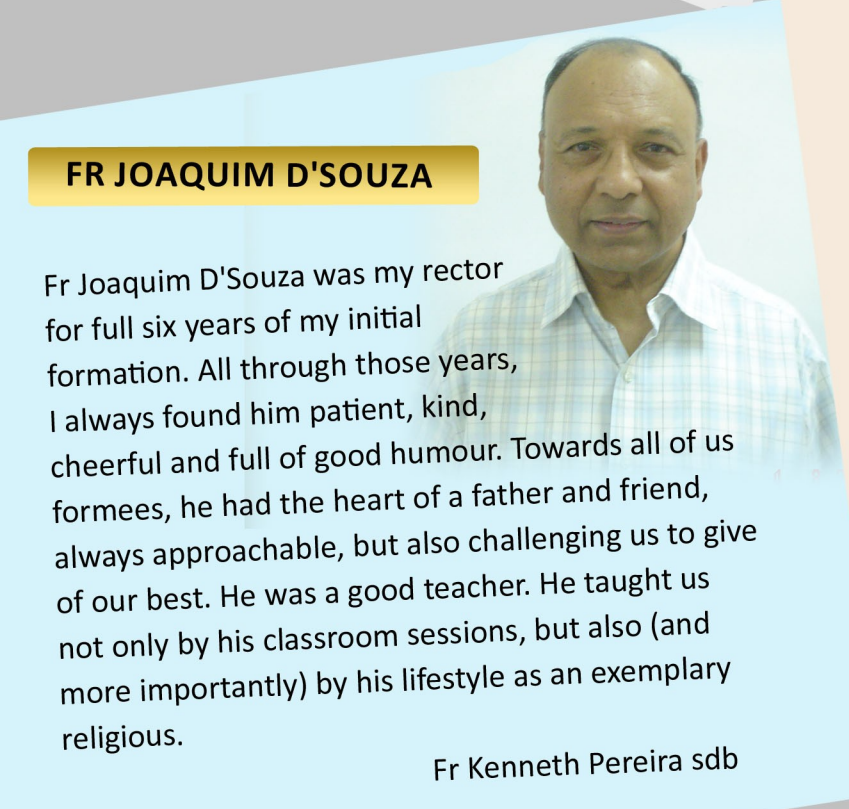 FR JOAQUIM D'SOUZA
Fr Joaquim D'Souza was my rector
for full six years of my initial
formation. All through those years,
I always found him patient, kind,
cheerful and full of good humour. Towards all of us
formees, he had the heart of a father and friend,
always approachable, but also challenging us to give
of our best. He was a good teacher. He taught us
not only by his classroom sessions, but also (and
more importantly) by his lifestyle as an exemplary
religious.
Fr Kenneth Pereira sdb